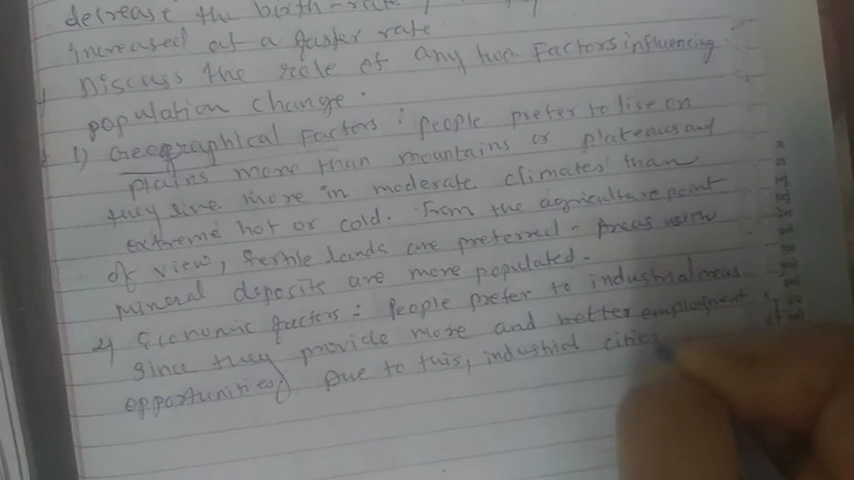 decrease the birth-rate,
increased at a faster rate
Discuss the role of any two Factors influencing
population change.
1) Geographical Factors : people prefer to live on
plains more than mountains or plateaus and
they live more in moderate climates than
extreme hot or cold. From the agriculture point
of view, fertile lands are preferred - Areas with
mineral deposite are more populated.
2) Economic factors : people prefer to industrial areas
since they provide more and better employment
opportunities Due to this, industrial cities